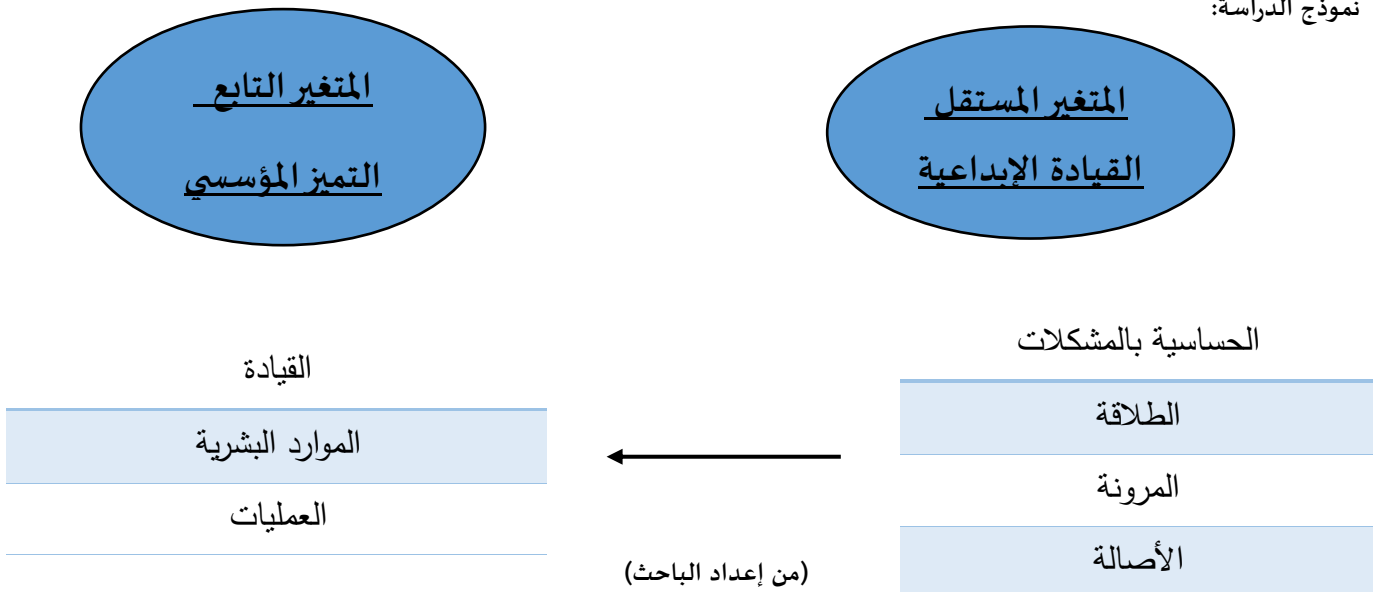 نموذج الدراسة:
المتغير المستقل
القيادة الإبداعية
المتغير التابع
التميز المؤسسي
الحساسية بالمشكلات
الطلاقة
المرونة
الأصالة
القيادة
الموارد البشرية
العمليات
(من إعداد الباحث)